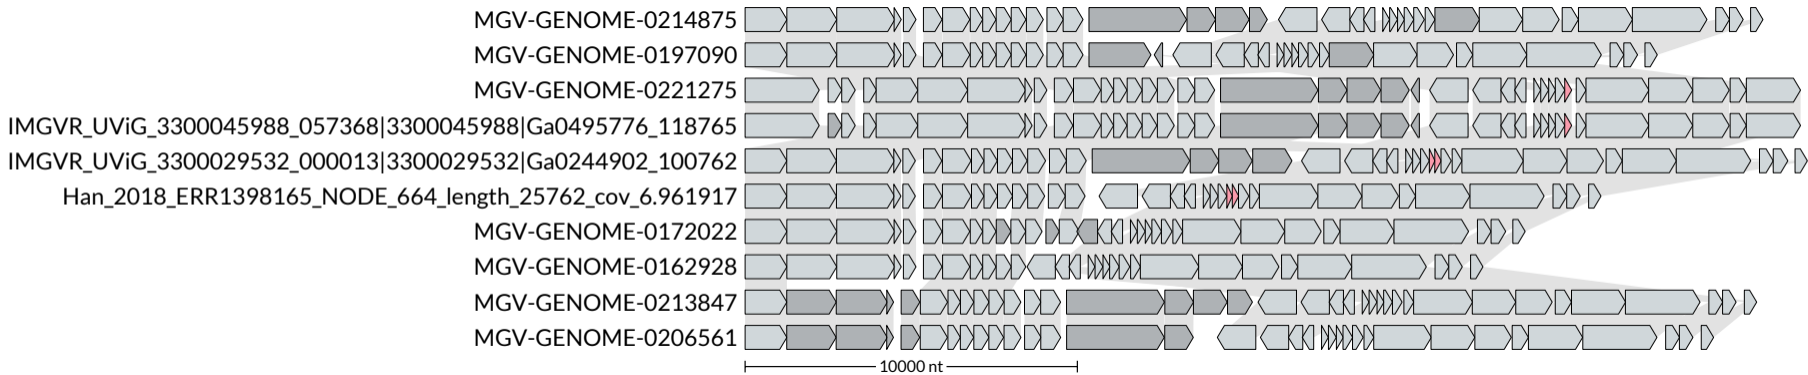 MGV-GENOME-0214875
MGV-GENOME-0197090
MGV-GENOME-0221275
IMGVR_UViG_3300045988_057368|3300045988|Ga0495776_118765
IMGVR_UViG_3300029532_000013|3300029532|Ga0244902_100762
Han_2018_ERR1398165_NODE_664_length_25762_cov_6.961917
MGV-GENOME-0172022
MGV-GENOME-0162928
MGV-GENOME-0213847
MGV-GENOME-0206561
10000 nt